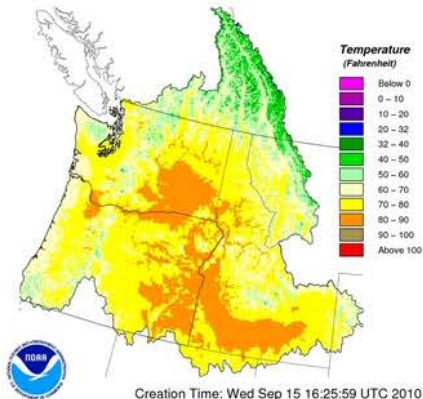 Temperature
(Fahrenheit)
Below 0
0 – 10
10 – 20
20 – 32
32 – 40
40 – 50
50 – 60
60 – 70
70 – 80
80 – 90
90 – 100
Above 100
NOAA
Creation Time: Wed Sep 15 16:25:59 UTC 2010